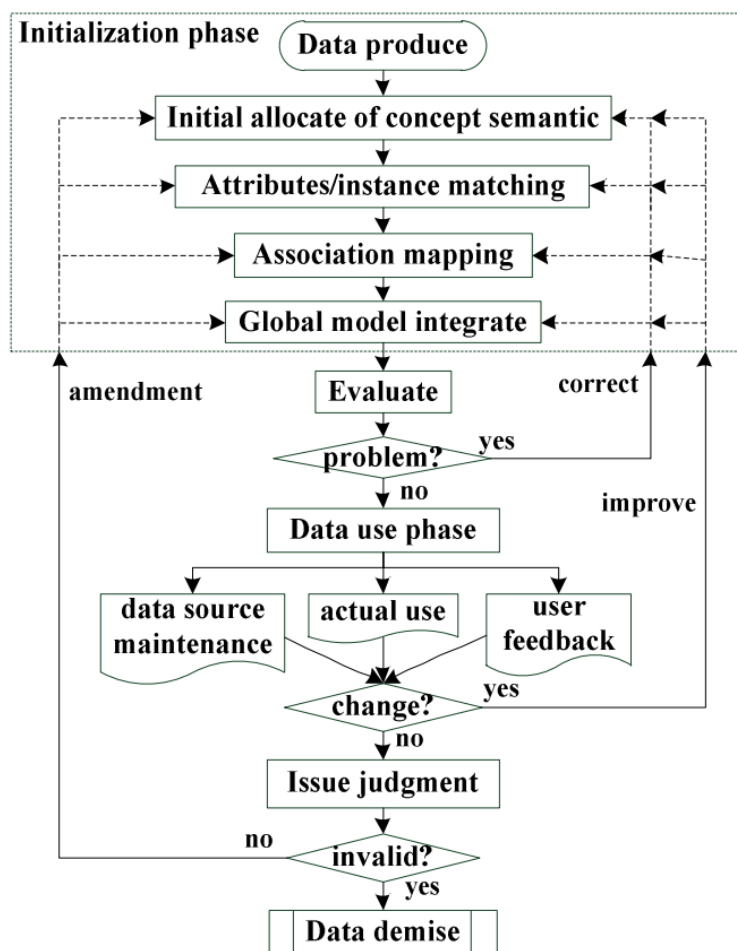 Initialization phase
Data produce
Initial allocate of concept semantic
Attributes/instance matching
Association mapping
Global model integrate
amendment
Evaluate
correct
problem?
yes
no
improve
Data use phase
data source
maintenance
actual use
user
feedback
change?
yes
no
Issue judgment
no
invalid?
yes
Data demise